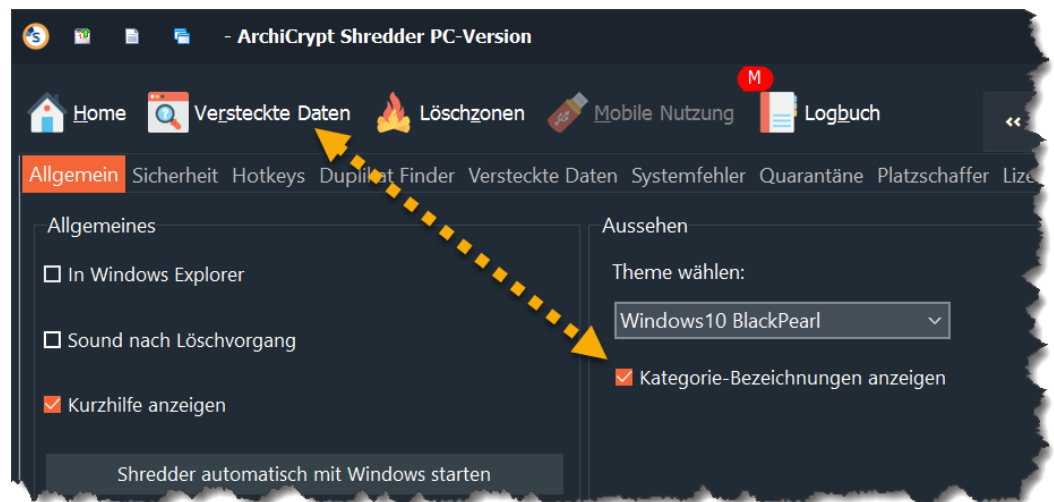 - ArchiCrypt Shredder PC-Version
M
Home Versteckte Daten Löschzonen Mobile Nutzung Logbuch «
Allgemein Sicherheit Hotkeys Duplikat Finder Versteckte Daten Systemfehler Quarantäne Platzschaffer
Allgemeines
In Windows Explorer
Sound nach Löschvorgang
Kurzhilfe anzeigen
Shredder automatisch mit Windows starten
Aussehen
Theme wählen:
Windows10 BlackPearl
Kategorie-Bezeichnungen anzeigen